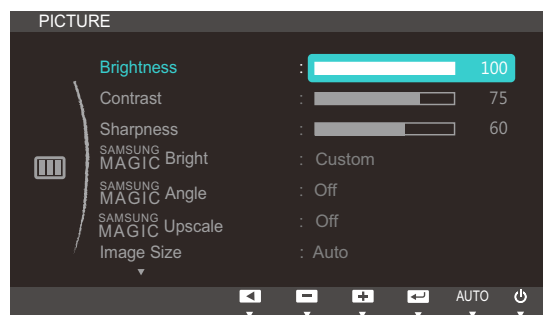 PICTURE
Brightness : 100
Contrast : 75
Sharpness : 60
SAMSUNG MAGIC Bright : Custom
SAMSUNG MAGIC Angle : Off
SAMSUNG MAGIC Upscale : Off
Image Size : Auto
AUTO